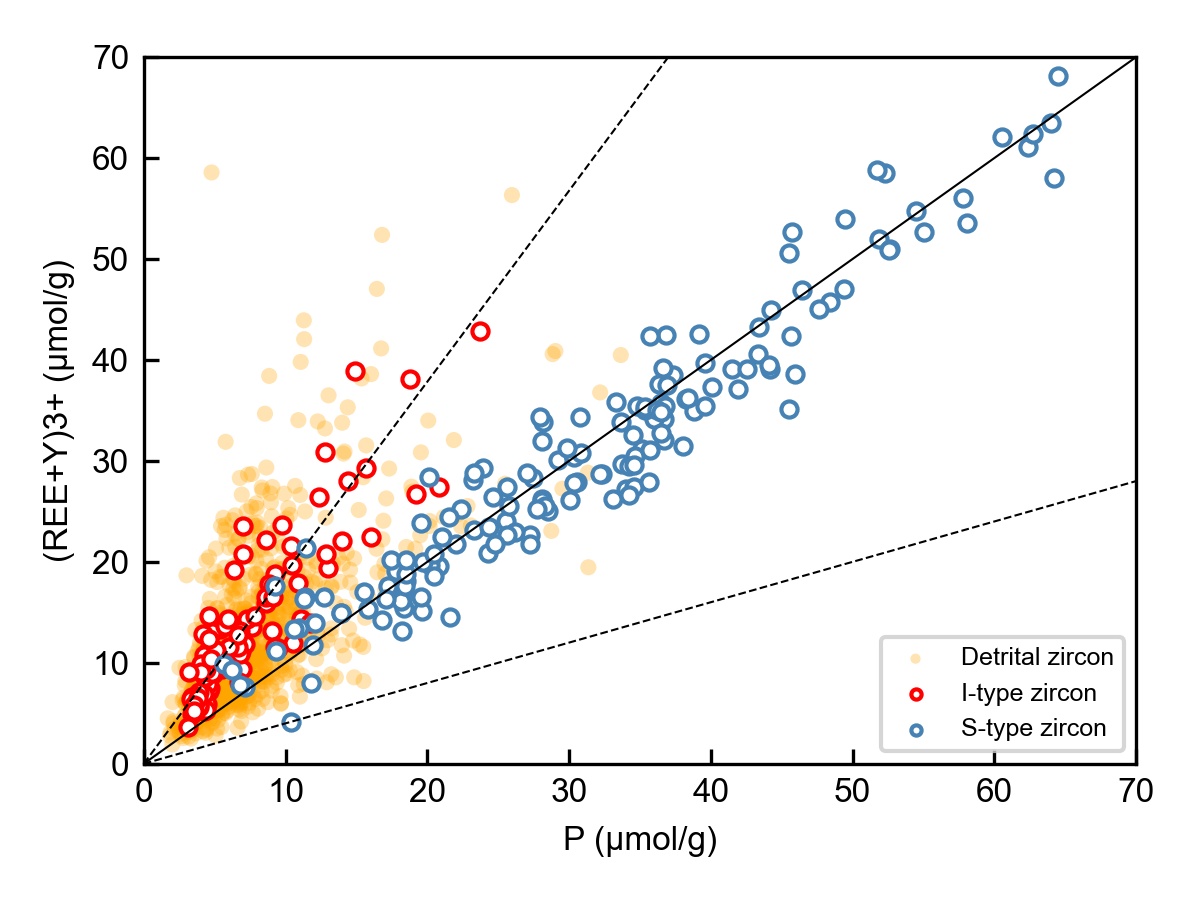 70
60
50
40
30
20
10
0
(REE+Y)3+ (μmol/g)
0 10 20 30 40 50 60 70
P (μmol/g)
Detrital zircon
I-type zircon
S-type zircon